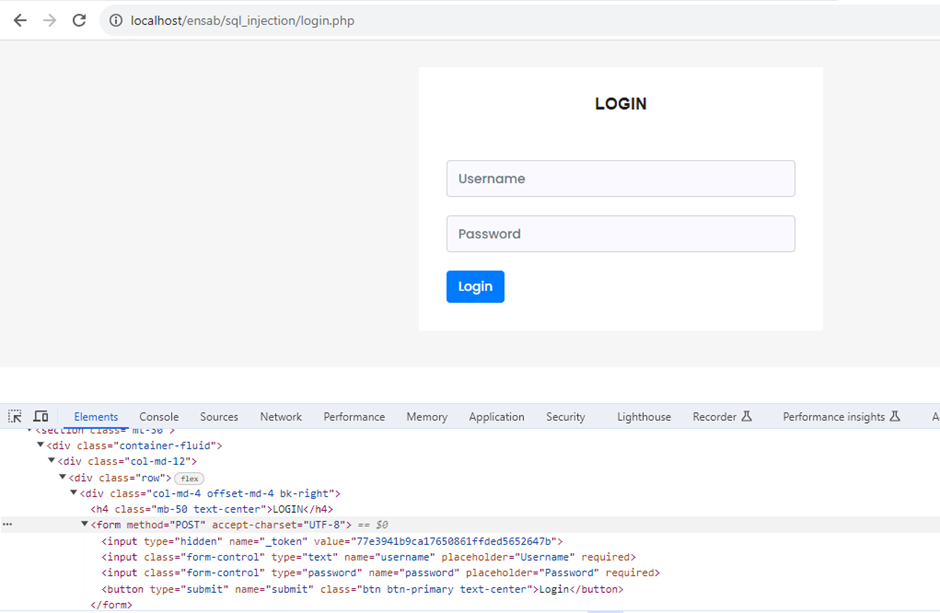 localhost/ensab/sql_injection/login.php
LOGIN
Username
Password
Login
Elements Console Sources Network Performance Memory Application Security Lighthouse Recorder Performance insights A
<section class="mt-50">
<div class="container-fluid">
<div class="col-md-12">
<div class="row"> flex
<div class="col-md-4 offset-md-4 bk-right">
<h4 class="mb-50 text-center">LOGIN</h4>
... <form method="POST" accept-charset="UTF-8"> == $0
<input type="hidden" name="_token" value="77e3941b9ca17650861ffded5652647b">
<input class="form-control" type="text" name="username" placeholder="Username" required>
<input class="form-control" type="password" name="password" placeholder="Password" required>
<button type="submit" name="submit" class="btn btn-primary text-center">Login</button>
</form>